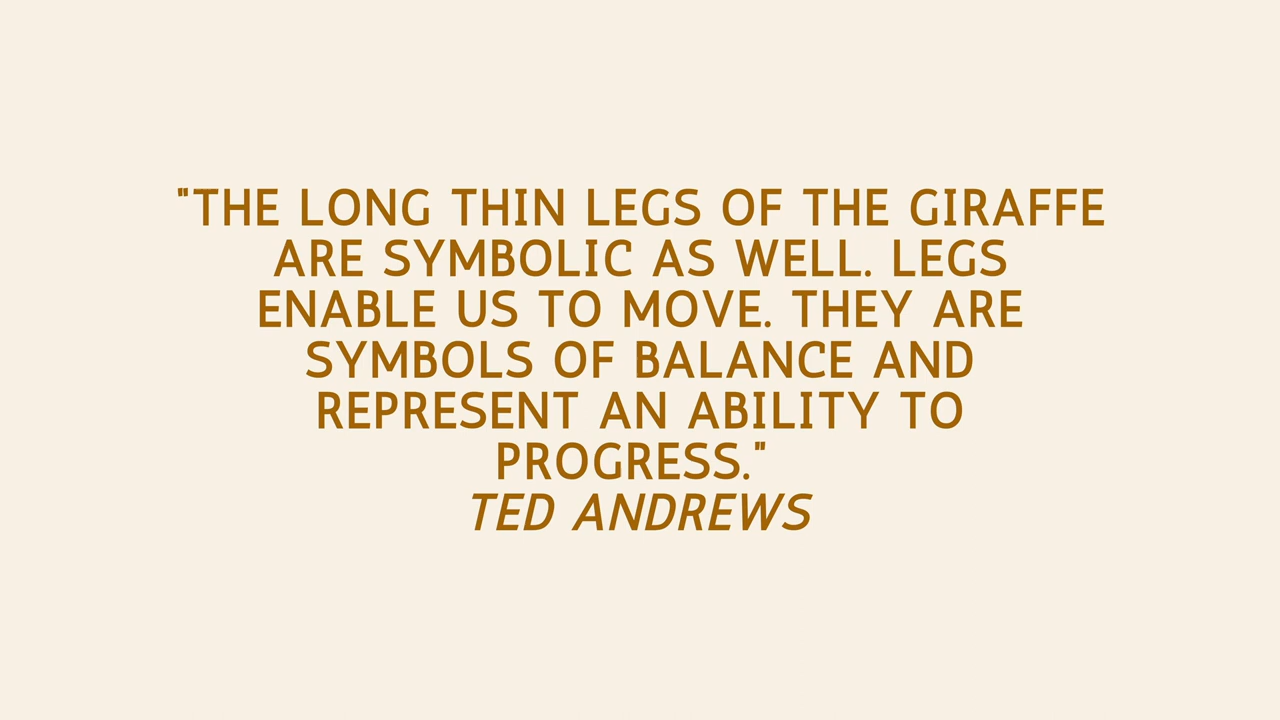 "THE LONG THIN LEGS OF THE GIRAFFE
ARE SYMBOLIC AS WELL. LEGS
ENABLE US TO MOVE. THEY ARE
SYMBOLS OF BALANCE AND
REPRESENT AN ABILITY TO
PROGRESS."
TED ANDREWS